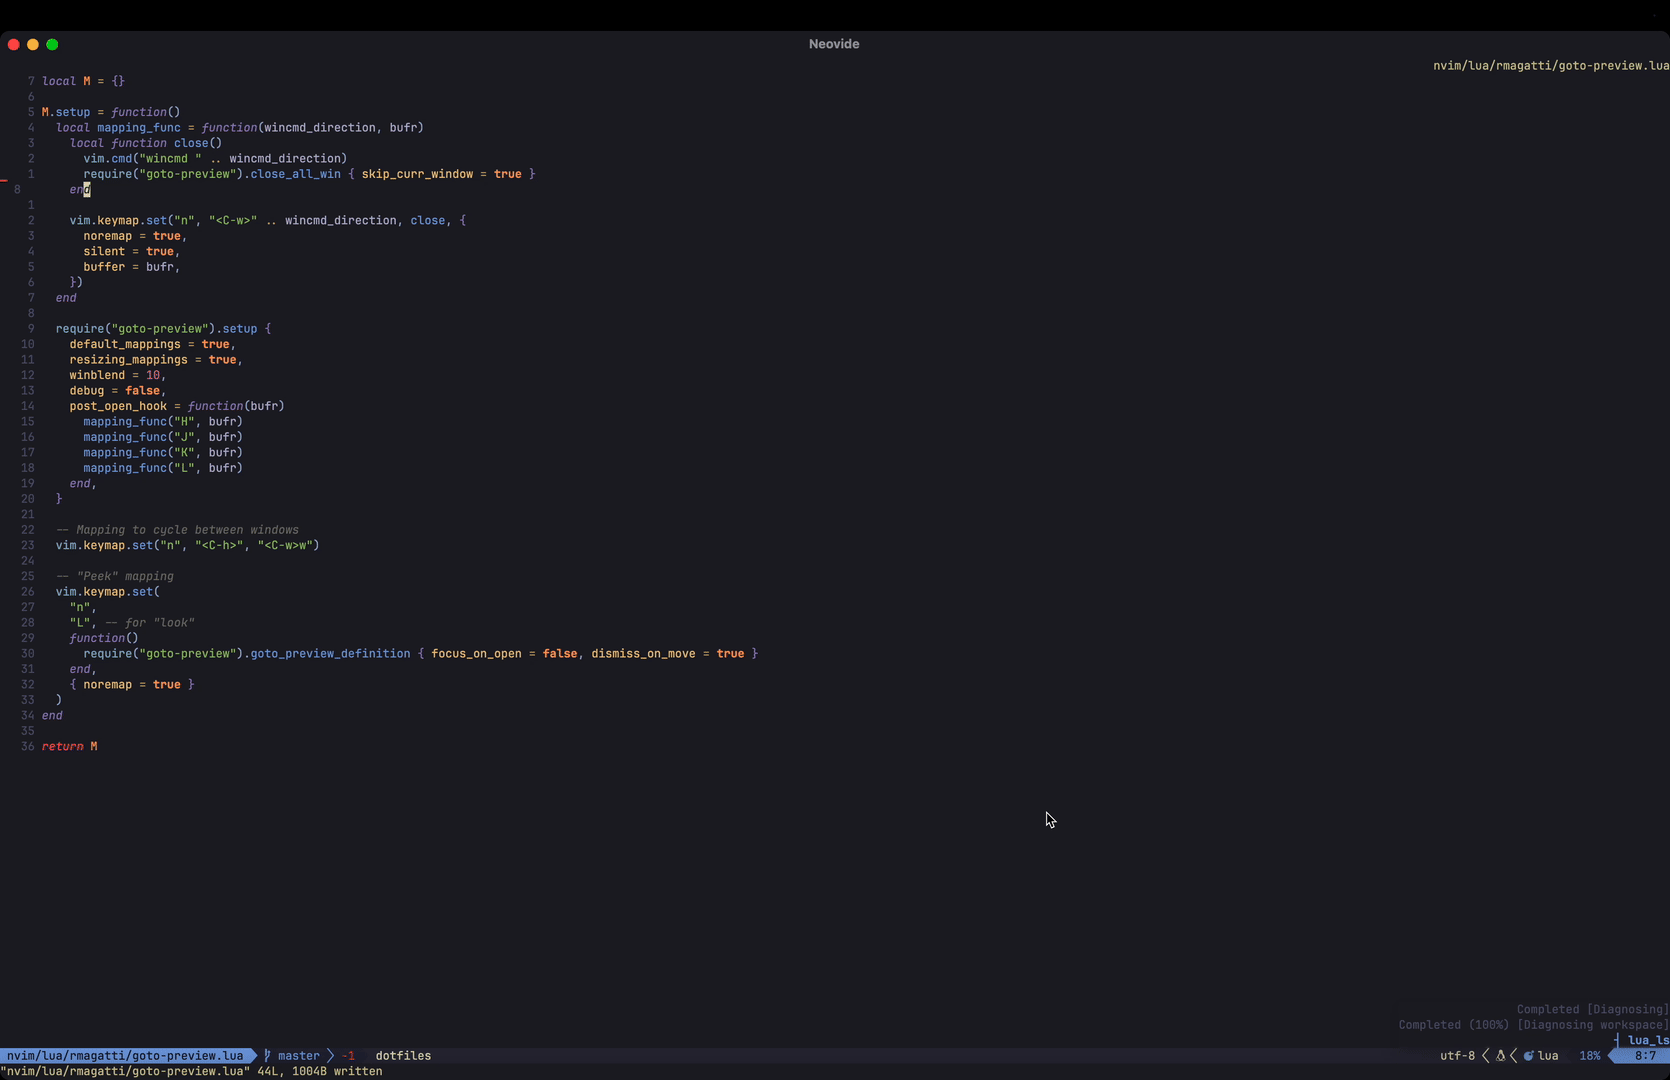 Neovide
nvim/lua/rmagatti/goto-preview.lua
7 local M = {}
6
5 M.setup = function()
4   local mapping_func = function(wincmd_direction, bufr)
3     local function close()
2       vim.cmd("wincmd " .. wincmd_direction)
1       require("goto-preview").close_all_win { skip_curr_window = true }
8     end
1
2     vim.keymap.set("n", "<C-w>" .. wincmd_direction, close, {
3       noremap = true,
4       silent = true,
5       buffer = bufr,
6     })
7   end
8
9   require("goto-preview").setup {
10     default_mappings = true,
11     resizing_mappings = true,
12     winblend = 10,
13     debug = false,
14     post_open_hook = function(bufr)
15       mapping_func("H", bufr)
16       mapping_func("J", bufr)
17       mapping_func("K", bufr)
18       mapping_func("L", bufr)
19     end,
20   }
21
22   -- Mapping to cycle between windows
23   vim.keymap.set("n", "<C-h>", "<C-w>w")
24
25   -- "Peek" mapping
26   vim.keymap.set(
27     "n",
28     "L", -- for "look"
29     function()
30       require("goto-preview").goto_preview_definition { focus_on_open = false, dismiss_on_move = true }
31     end,
32     { noremap = true }
33   )
34 end
35
36 return M
Completed [Diagnosing]
Completed (100%) [Diagnosing workspace]
lua_ls
nvim/lua/rmagatti/goto-preview.lua master -1 dotfiles utf-8 lua 18% 8:7
"nvim/lua/rmagatti/goto-preview.lua" 44L, 1004B written